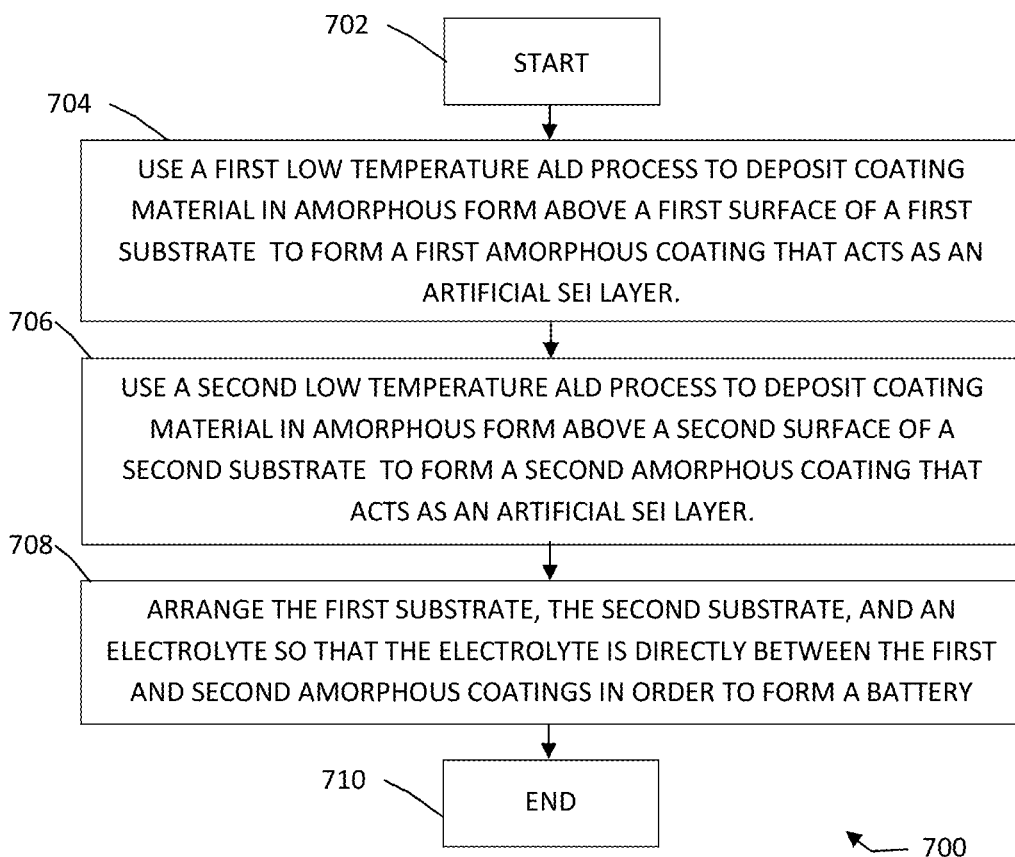 702
START
704
USE A FIRST LOW TEMPERATURE ALD PROCESS TO DEPOSIT COATING
MATERIAL IN AMORPHOUS FORM ABOVE A FIRST SURFACE OF A FIRST
SUBSTRATE TO FORM A FIRST AMORPHOUS COATING THAT ACTS AS AN
ARTIFICIAL SEI LAYER.
706
USE A SECOND LOW TEMPERATURE ALD PROCESS TO DEPOSIT COATING
MATERIAL IN AMORPHOUS FORM ABOVE A SECOND SURFACE OF A
SECOND SUBSTRATE TO FORM A SECOND AMORPHOUS COATING THAT
ACTS AS AN ARTIFICIAL SEI LAYER.
708
ARRANGE THE FIRST SUBSTRATE, THE SECOND SUBSTRATE, AND AN
ELECTROLYTE SO THAT THE ELECTROLYTE IS DIRECTLY BETWEEN THE FIRST
AND SECOND AMORPHOUS COATINGS IN ORDER TO FORM A BATTERY
710
END
700